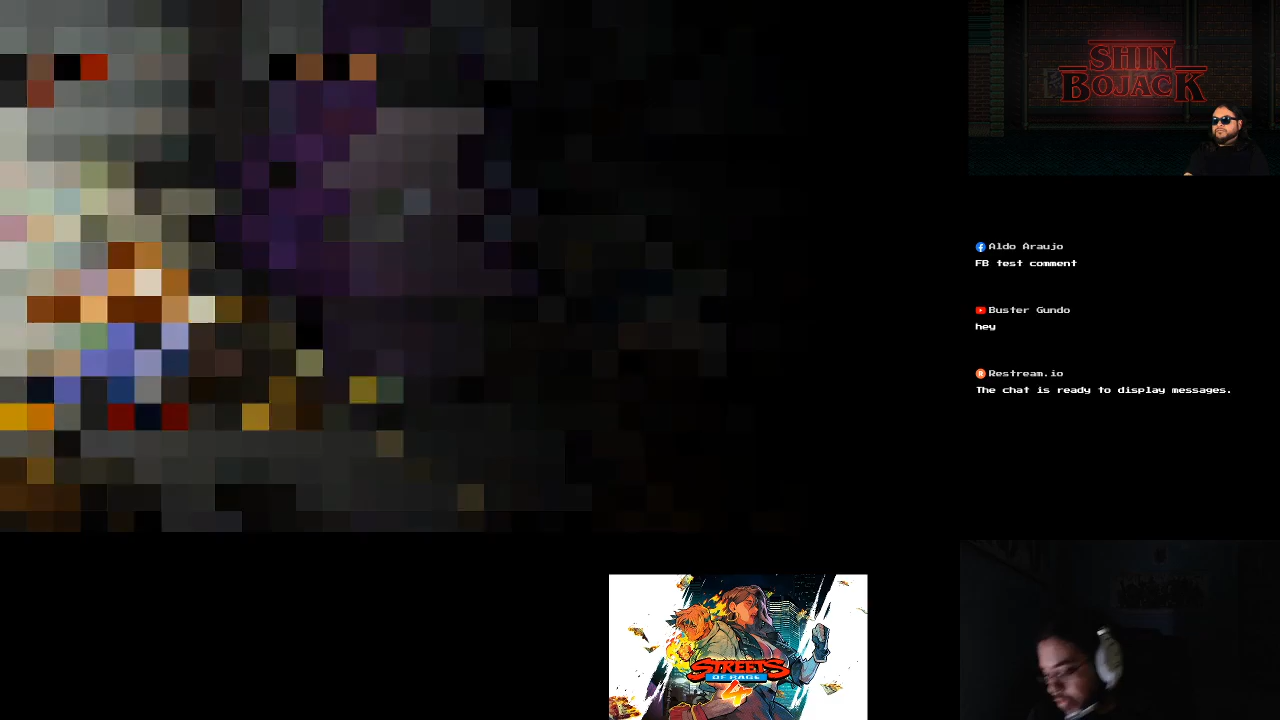 SHIN
BOJACK
Aldo Araujo
FB test comment
Buster Gundo
hey
Restream.io
The chat is ready to display messages.
STREETS
OF RAGE
4